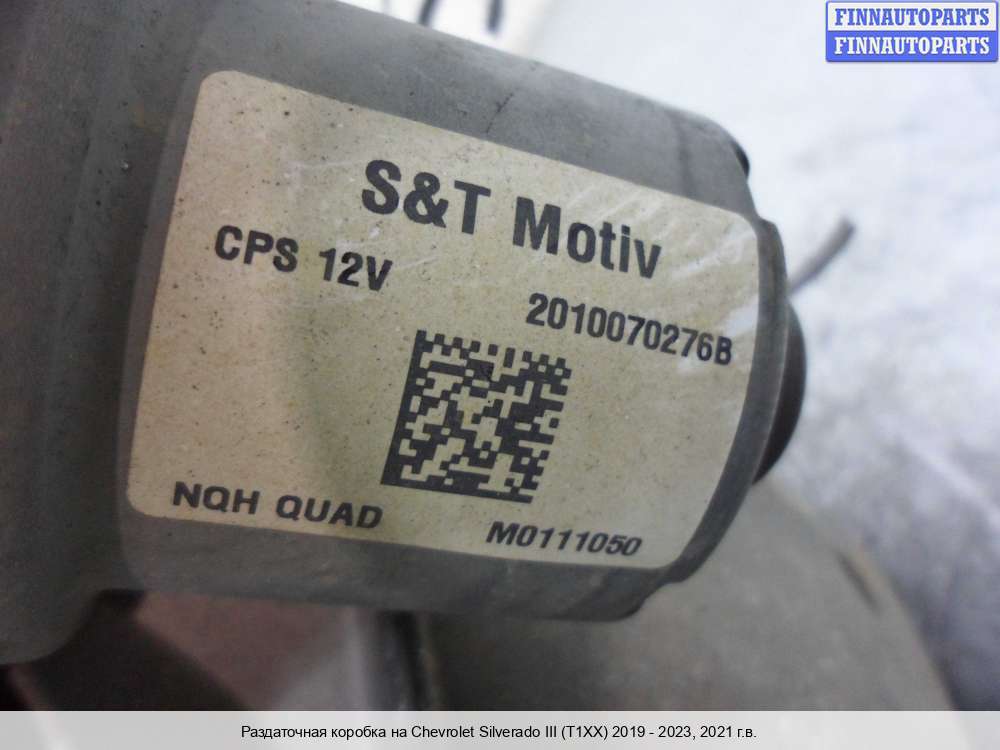 FINNAUTOPARTS
FINNAUTOPARTS
S&T Motiv
CPS 12V
2010070276B
NQH QUAD
M0111050
Раздаточная коробка на Chevrolet Silverado III (T1XX) 2019 - 2023, 2021 г.в.